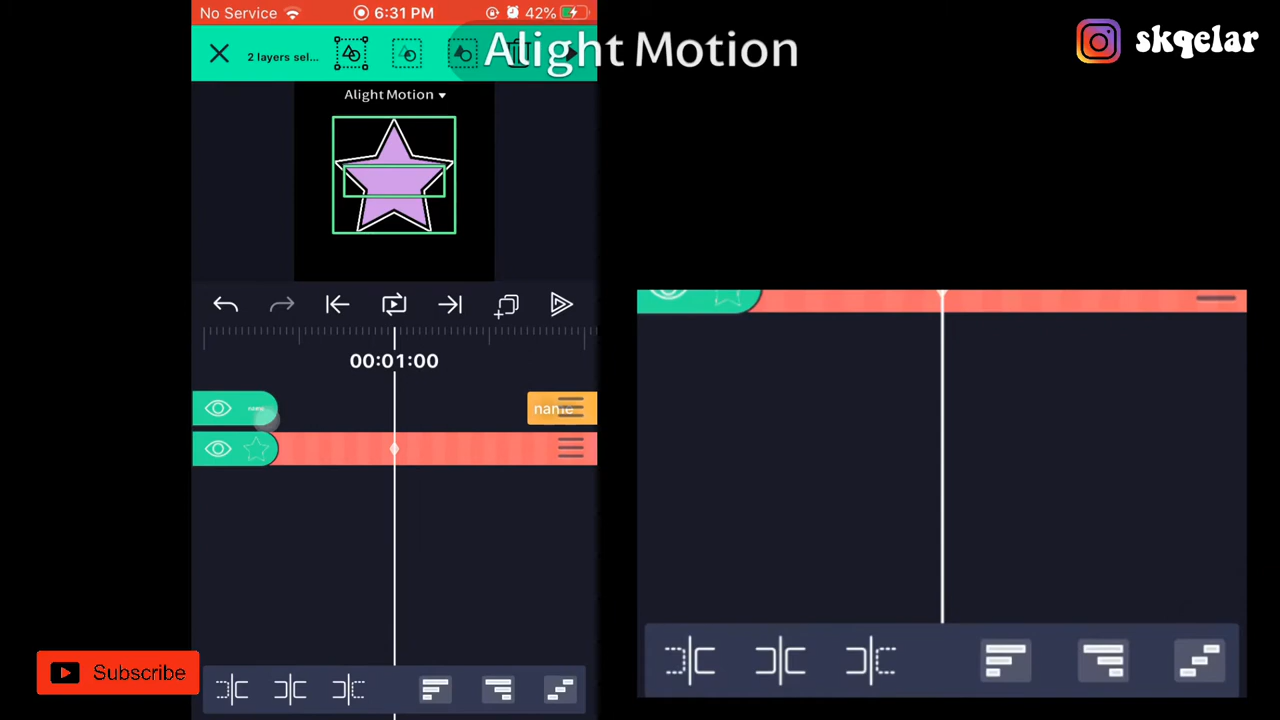 No Service 6:31 PM 42%
2 layers sel...
Alight Motion
skqelar
Alight Motion
00:01:00
name
name
Subscribe